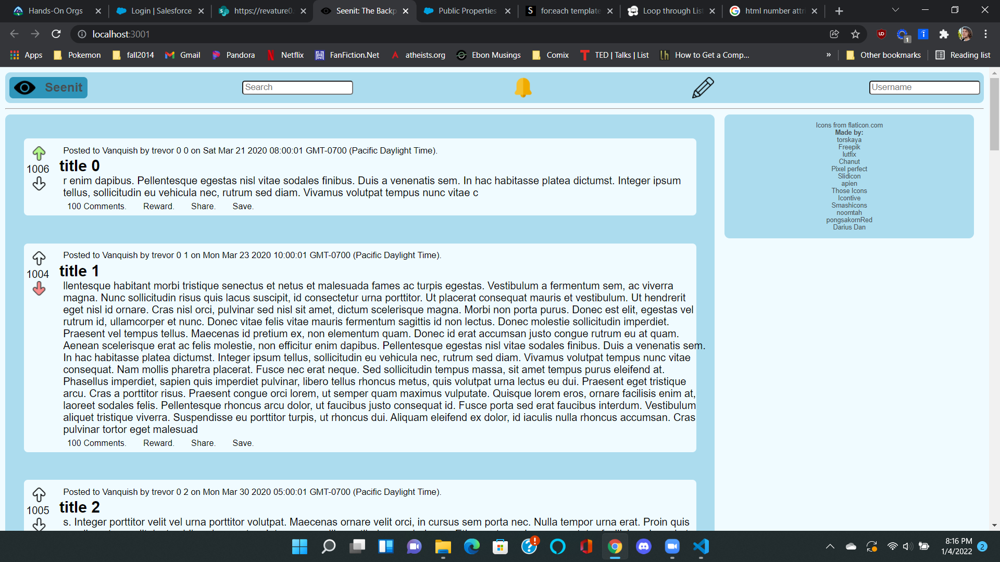 Hands-On Orgs
Login | Salesforce
https://revature0.
Seenit: The Backp
Public Properties
for:each template
Loop through List
html number attri
localhost:3001
1
Apps
Pokemon
fall2014
Gmail
Pandora
Netflix
FanFiction.Net
atheists.org
Ebon Musings
Comix
TED | Talks | List
How to Get a Comp...
»
Other bookmarks
Reading list
Seenit
Search
Username
Posted to Vanquish by trevor 0 0 on Sat Mar 21 2020 08:00:01 GMT-0700 (Pacific Daylight Time).
1006
title 0
r enim dapibus. Pellentesque egestas nisl vitae sodales finibus. Duis a venenatis sem. In hac habitasse platea dictumst. Integer ipsum
tellus, sollicitudin eu vehicula nec, rutrum sed diam. Vivamus volutpat tempus nunc vitae c
100 Comments. Reward. Share. Save.
Posted to Vanquish by trevor 0 1 on Mon Mar 23 2020 10:00:01 GMT-0700 (Pacific Daylight Time).
1004
title 1
llentesque habitant morbi tristique senectus et netus et malesuada fames ac turpis egestas. Vestibulum a fermentum sem, ac viverra
magna. Nunc sollicitudin risus quis lacus suscipit, id consectetur urna porttitor. Ut placerat consequat mauris et vestibulum. Ut hendrerit
eget nisl id ornare. Cras nisl orci, pulvinar sed nisl sit amet, dictum scelerisque magna. Morbi non porta purus. Donec est elit, egestas vel
rutrum id, ullamcorper et nunc. Donec vitae felis vitae mauris fermentum sagittis id non lectus. Donec molestie sollicitudin imperdiet.
Praesent vel tempus tellus. Maecenas id pretium ex, non elementum quam. Donec id erat accumsan justo congue rutrum eu at quam.
Aenean scelerisque erat ac felis molestie, non efficitur enim dapibus. Pellentesque egestas nisl vitae sodales finibus. Duis a venenatis sem.
In hac habitasse platea dictumst. Integer ipsum tellus, sollicitudin eu vehicula nec, rutrum sed diam. Vivamus volutpat tempus nunc vitae
consequat. Nam mollis pharetra placerat. Fusce nec erat neque. Sed sollicitudin tempus massa, sit amet tempus purus eleifend at.
Phasellus imperdiet, sapien quis imperdiet pulvinar, libero tellus rhoncus metus, quis volutpat urna lectus eu dui. Praesent eget tristique
arcu. Cras a porttitor risus. Praesent congue orci lorem, ut semper quam maximus vulputate. Quisque lorem eros, ornare facilisis enim at,
laoreet sodales felis. Pellentesque rhoncus arcu dolor, ut faucibus justo consequat id. Fusce porta sed erat faucibus interdum. Vestibulum
aliquet tristique viverra. Suspendisse eu porttitor turpis, ut rhoncus dui. Aliquam eleifend ex dolor, id iaculis nulla rhoncus accumsan. Cras
pulvinar tortor eget malesuad
100 Comments. Reward. Share. Save.
Posted to Vanquish by trevor 0 2 on Mon Mar 30 2020 05:00:01 GMT-0700 (Pacific Daylight Time).
1005
title 2
s. Integer porttitor velit vel urna porttitor volutpat. Maecenas ornare velit orci, in cursus sem porta nec. Nulla tempor urna erat. Proin quis
Icons from flaticon.com
Made by:
torskaya
Freepik
lutfix
Chanut
Pixel perfect
Slidicon
apien
Those Icons
Icontive
Smashicons
noomtah
pongsakornRed
Darius Dan
8:16 PM
1/4/2022
2